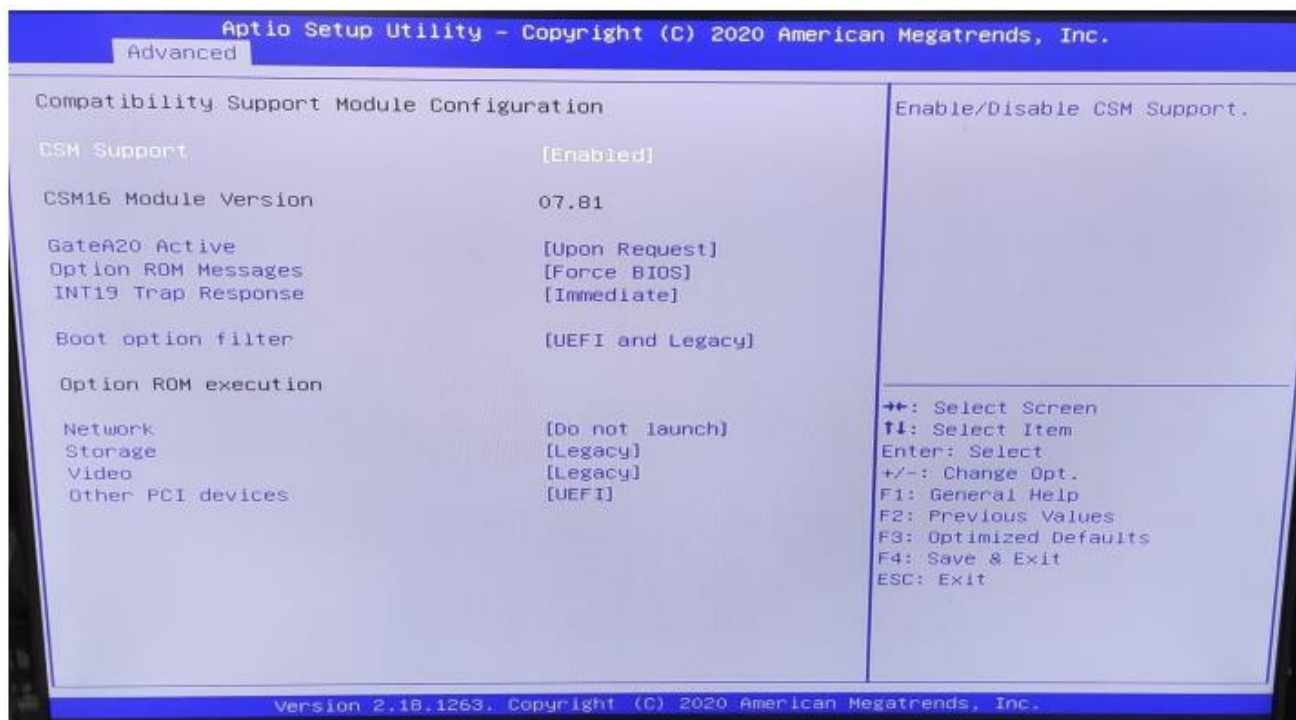 Aptio Setup Utility – Copyright (C) 2020 American Megatrends, Inc.
Advanced
Compatibility Support Module Configuration
CSM Support [Enabled]
CSM16 Module Version 07.81
GateA20 Active [Upon Request]
Option ROM Messages [Force BIOS]
INT19 Trap Response [Immediate]
Boot option filter [UEFI and Legacy]
Option ROM execution
Network [Do not launch]
Storage [Legacy]
Video [Legacy]
Other PCI devices [UEFI]
Enable/Disable CSM Support.
→←: Select Screen
↑↓: Select Item
Enter: Select
+/-: Change Opt.
F1: General Help
F2: Previous Values
F3: Optimized Defaults
F4: Save & Exit
ESC: Exit
Version 2.18.1263. Copyright (C) 2020 American Megatrends, Inc.